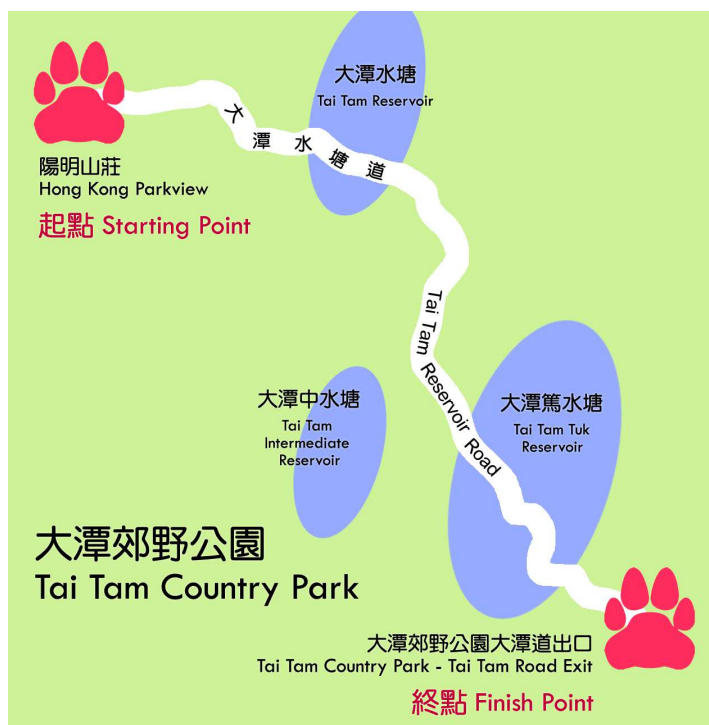 大潭水塘
Tai Tam Reservoir
大潭水塘道
陽明山莊
Hong Kong Parkview
起點 Starting Point
Tai Tam Reservoir Road
大潭中水塘
Tai Tam
Intermediate
Reservoir
大潭篤水塘
Tai Tam Tuk
Reservoir
大潭郊野公園
Tai Tam Country Park
大潭郊野公園大潭道出口
Tai Tam Country Park - Tai Tam Road Exit
終點 Finish Point